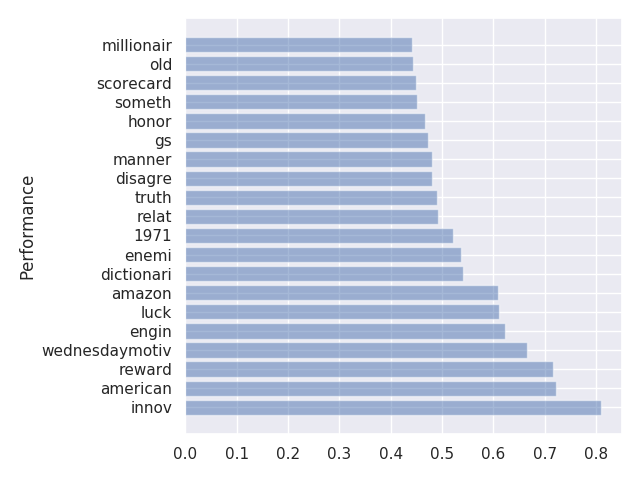 Performance
millionair
old
scorecard
someth
honor
gs
manner
disagre
truth
relat
1971
enemi
dictionari
amazon
luck
engin
wednesdaymotiv
reward
american
innov
0.0 0.1 0.2 0.3 0.4 0.5 0.6 0.7 0.8